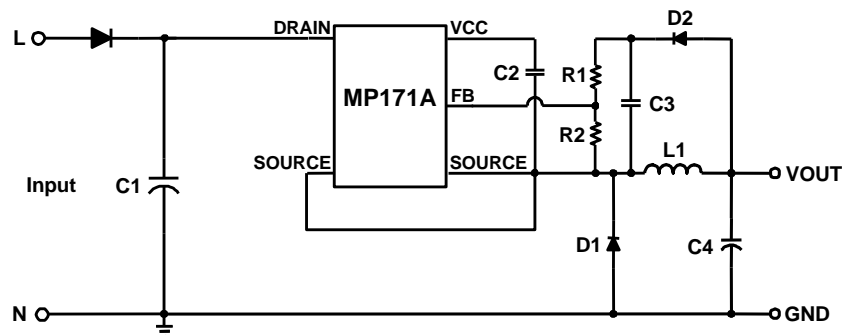 D2
L
DRAIN
VCC
C2
R1
MP171A
FB
C3
R2
L1
SOURCE
SOURCE
VOUT
Input
C1
D1
C4
N
GND